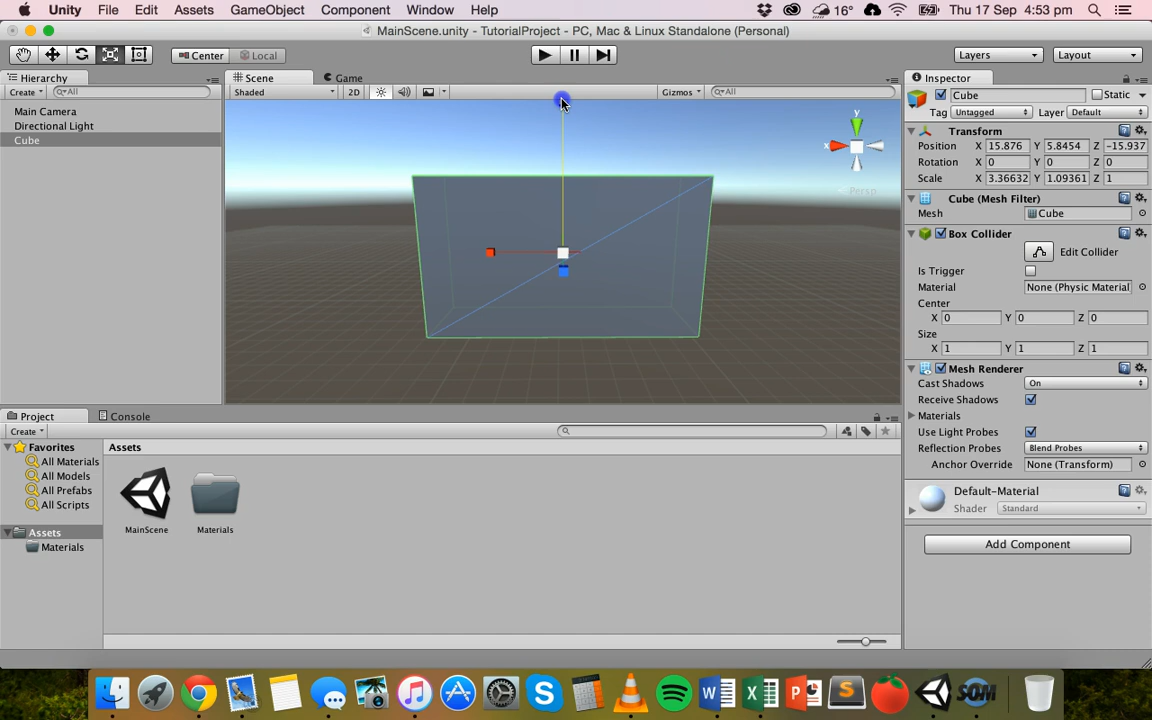 Unity File Edit Assets GameObject Component Window Help 16° Thu 17 Sep 4:53 pm
MainScene.unity - TutorialProject - PC, Mac & Linux Standalone (Personal)
Center Local Layers Layout
Hierarchy Scene Game Inspector
Create All Shaded 2D Gizmos All Cube Static
Main Camera
Tag Untagged Layer Default
Directional Light
Transform
Cube
Position X 15.876 Y 5.8454 Z -15.937
Rotation X 0 Y 0 Z 0
Scale X 3.36632 Y 1.09361 Z 1
y
x
Persp
Cube (Mesh Filter)
Mesh Cube
Box Collider
Edit Collider
Is Trigger
Material None (Physic Material
Center
X 0 Y 0 Z 0
Size
X 1 Y 1 Z 1
Mesh Renderer
Cast Shadows On
Receive Shadows
Materials
Use Light Probes
Reflection Probes Blend Probes
Anchor Override None (Transform)
Default-Material
Shader Standard
Add Component
Project Console
Create
Favorites
All Materials
All Models
All Prefabs
All Scripts
Assets
Materials
Assets
MainScene Materials
SOM